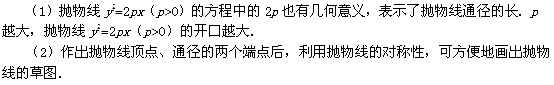 （1）抛物线 y²=2px（p>0）的方程中的 2p 也有几何意义，表示了抛物线通径的长．p
越大，抛物线 y²=2px（p>0）的开口越大．
（2）作出抛物线顶点、通径的两个端点后，利用抛物线的对称性，可方便地画出抛物
线的草图．